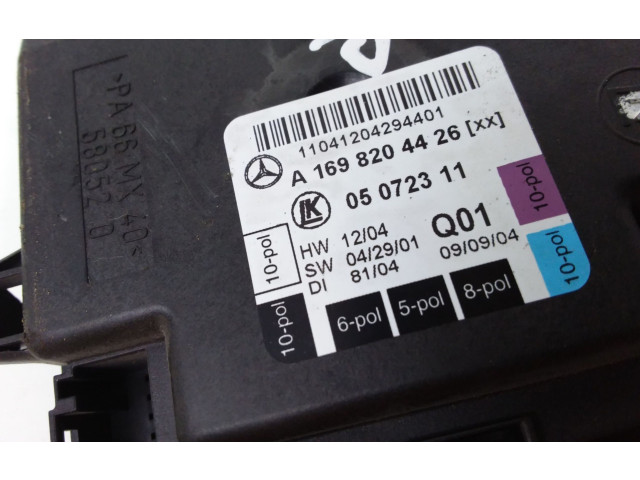 >PA 66 MX 40<
11041204294401
A 169 820 44 26 [xx]
LK
05 0723 11
HW 12/04 Q01
SW 04/29/01 09/09/04
DI 81/04
10-pol
10-pol
6-pol
5-pol
8-pol
10-pol
10-pol